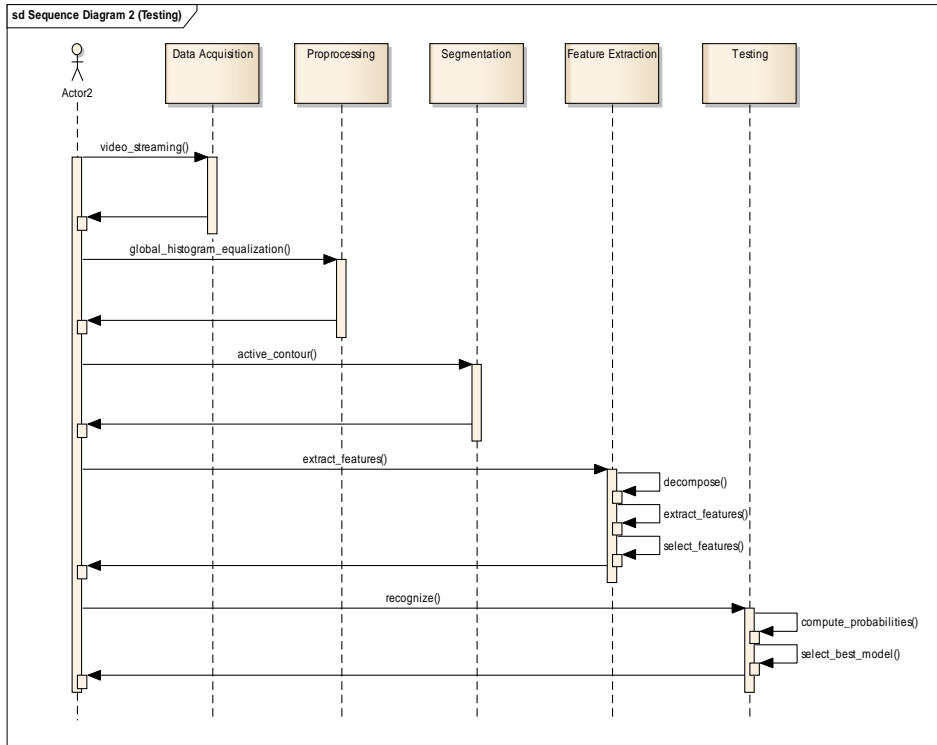 sd Sequence Diagram 2 (Testing)
Actor2
Data Acquisition
Proprocessing
Segmentation
Feature Extraction
Testing
video_streaming()
global_histogram_equalization()
active_contour()
extract_features()
decompose()
extract_features()
select_features()
recognize()
compute_probabilities()
select_best_model()